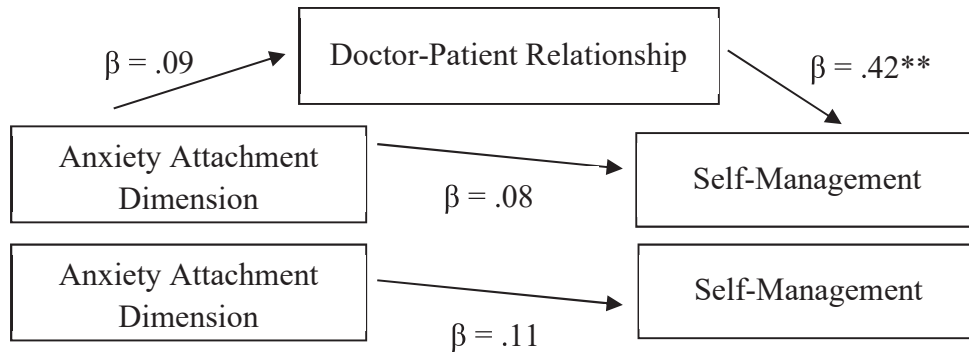 Doctor-Patient Relationship
β = .09
β = .42**
Anxiety Attachment
Dimension
β = .08
Self-Management
Anxiety Attachment
Dimension
β = .11
Self-Management